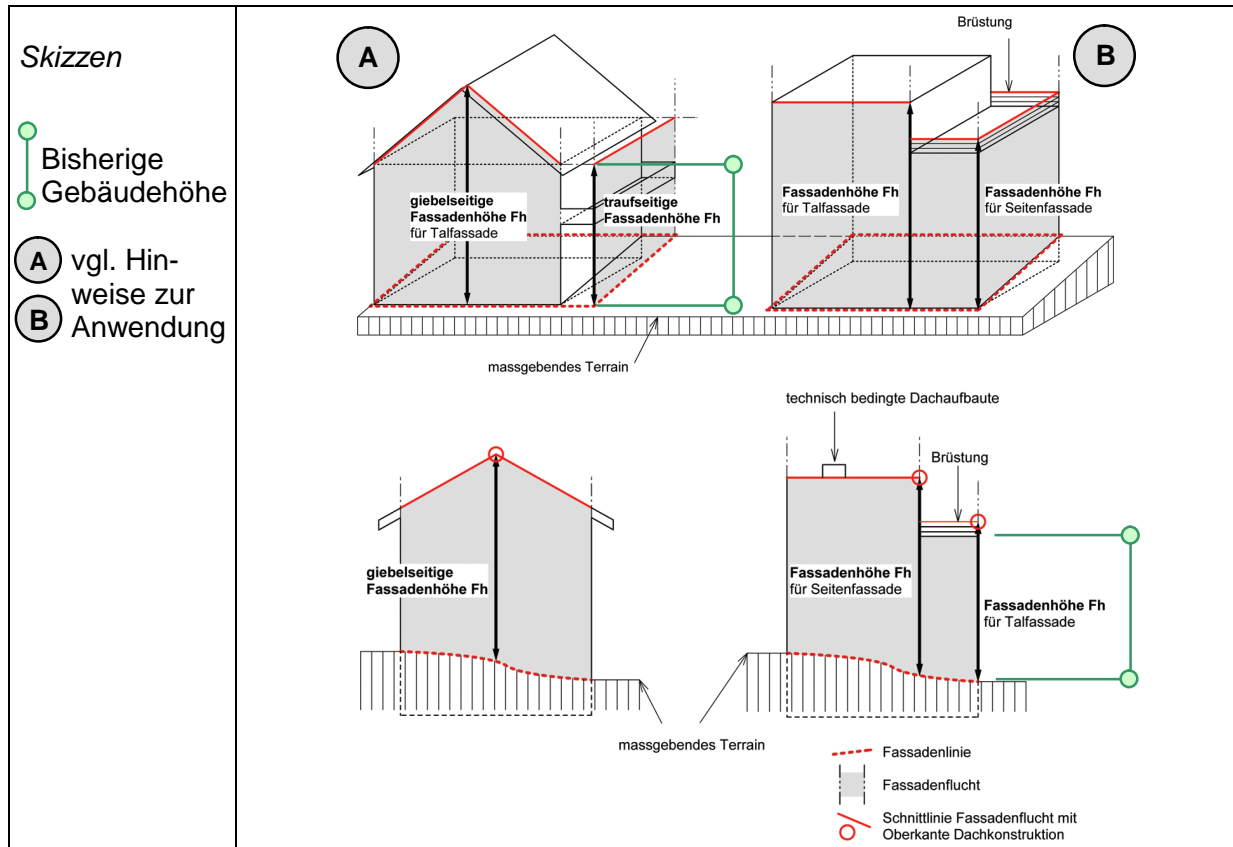 Skizzen
Bisherige
Gebäudehöhe
A vgl. Hin-
weise zur
B Anwendung
A
B
Brüstung
giebelseitige
Fassadenhöhe Fh
für Talfassade
traufseitige
Fassadenhöhe Fh
Fassadenhöhe Fh
für Talfassade
Fassadenhöhe Fh
für Seitenfassade
massgebendes Terrain
technisch bedingte Dachaufbaute
Brüstung
giebelseitige
Fassadenhöhe Fh
Fassadenhöhe Fh
für Seitenfassade
Fassadenhöhe Fh
für Talfassade
massgebendes Terrain
Fassadenlinie
Fassadenflucht
Schnittlinie Fassadenflucht mit
Oberkante Dachkonstruktion